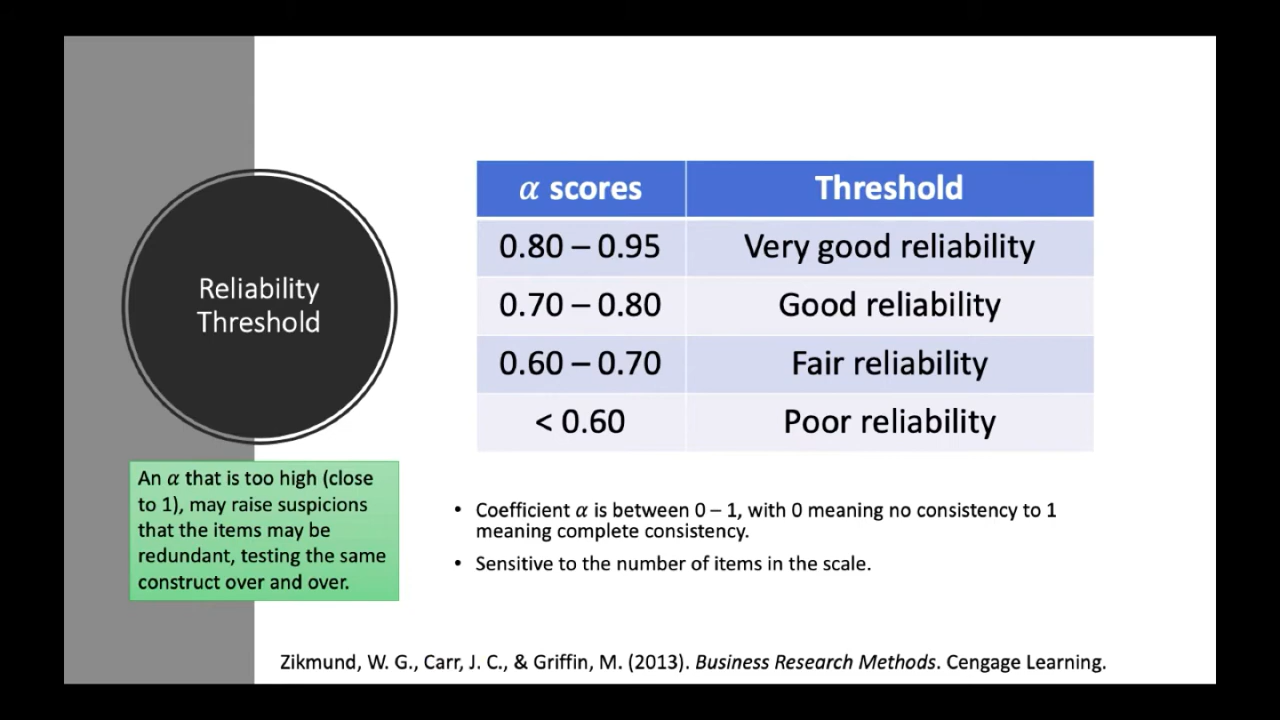 Reliability
Threshold
An α that is too high (close
to 1), may raise suspicions
that the items may be
redundant, testing the same
construct over and over.
α scores Threshold
0.80 – 0.95 Very good reliability
0.70 – 0.80 Good reliability
0.60 – 0.70 Fair reliability
< 0.60 Poor reliability
• Coefficient α is between 0 – 1, with 0 meaning no consistency to 1
meaning complete consistency.
• Sensitive to the number of items in the scale.
Zikmund, W. G., Carr, J. C., & Griffin, M. (2013). Business Research Methods. Cengage Learning.